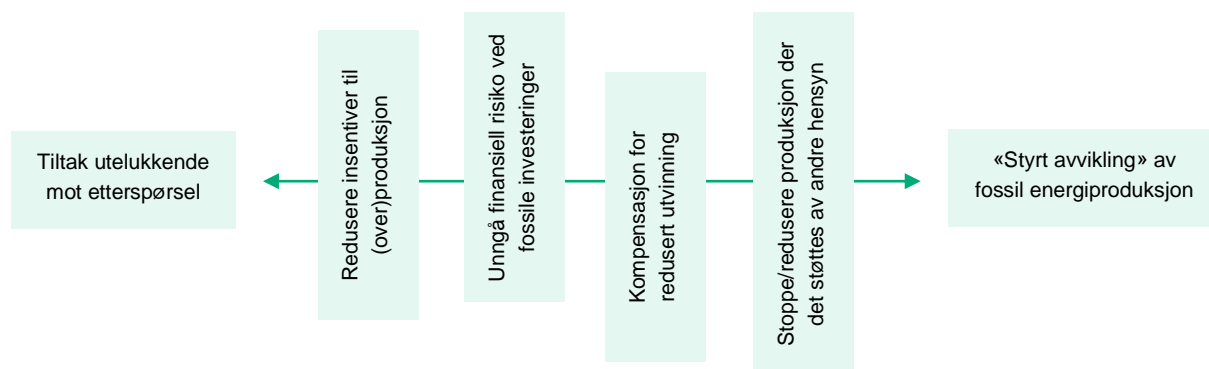 Tiltak utelukkende
mot etterspørsel
Redusere insentiver til
(over)produksjon
Unngå finansiell risiko ved
fossile investeringer
Kompensasjon for
redusert utvinning
Stoppe/redusere produksjon der
det støttes av andre hensyn
«Styrt avvikling» av
fossil energiproduksjon